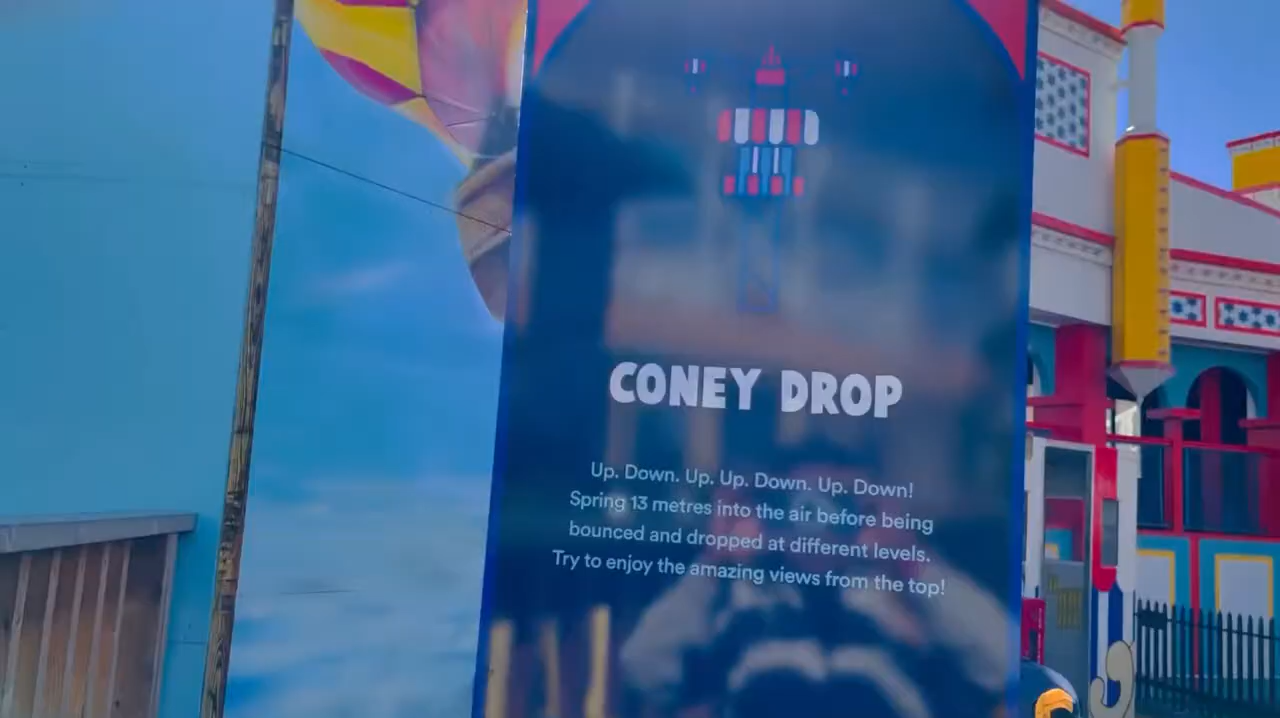 CONEY DROP
Up. Down. Up. Up. Down. Up. Down!
Spring 13 metres into the air before being
bounced and dropped at different levels.
Try to enjoy the amazing views from the top!